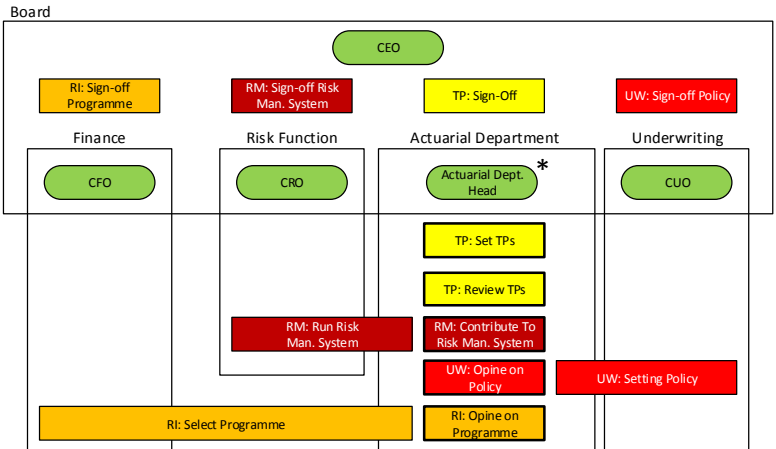 Board
CEO
RI: Sign-off
Programme
RM: Sign-off Risk
Man. System
TP: Sign-Off
UW: Sign-off Policy
Finance
Risk Function
Actuarial Department
Underwriting
CFO
CRO
Actuarial Dept.
Head
*
CUO
TP: Set TPs
TP: Review TPs
RM: Run Risk
Man. System
RM: Contribute To
Risk Man. System
UW: Opine on
Policy
UW: Setting Policy
RI: Select Programme
RI: Opine on
Programme